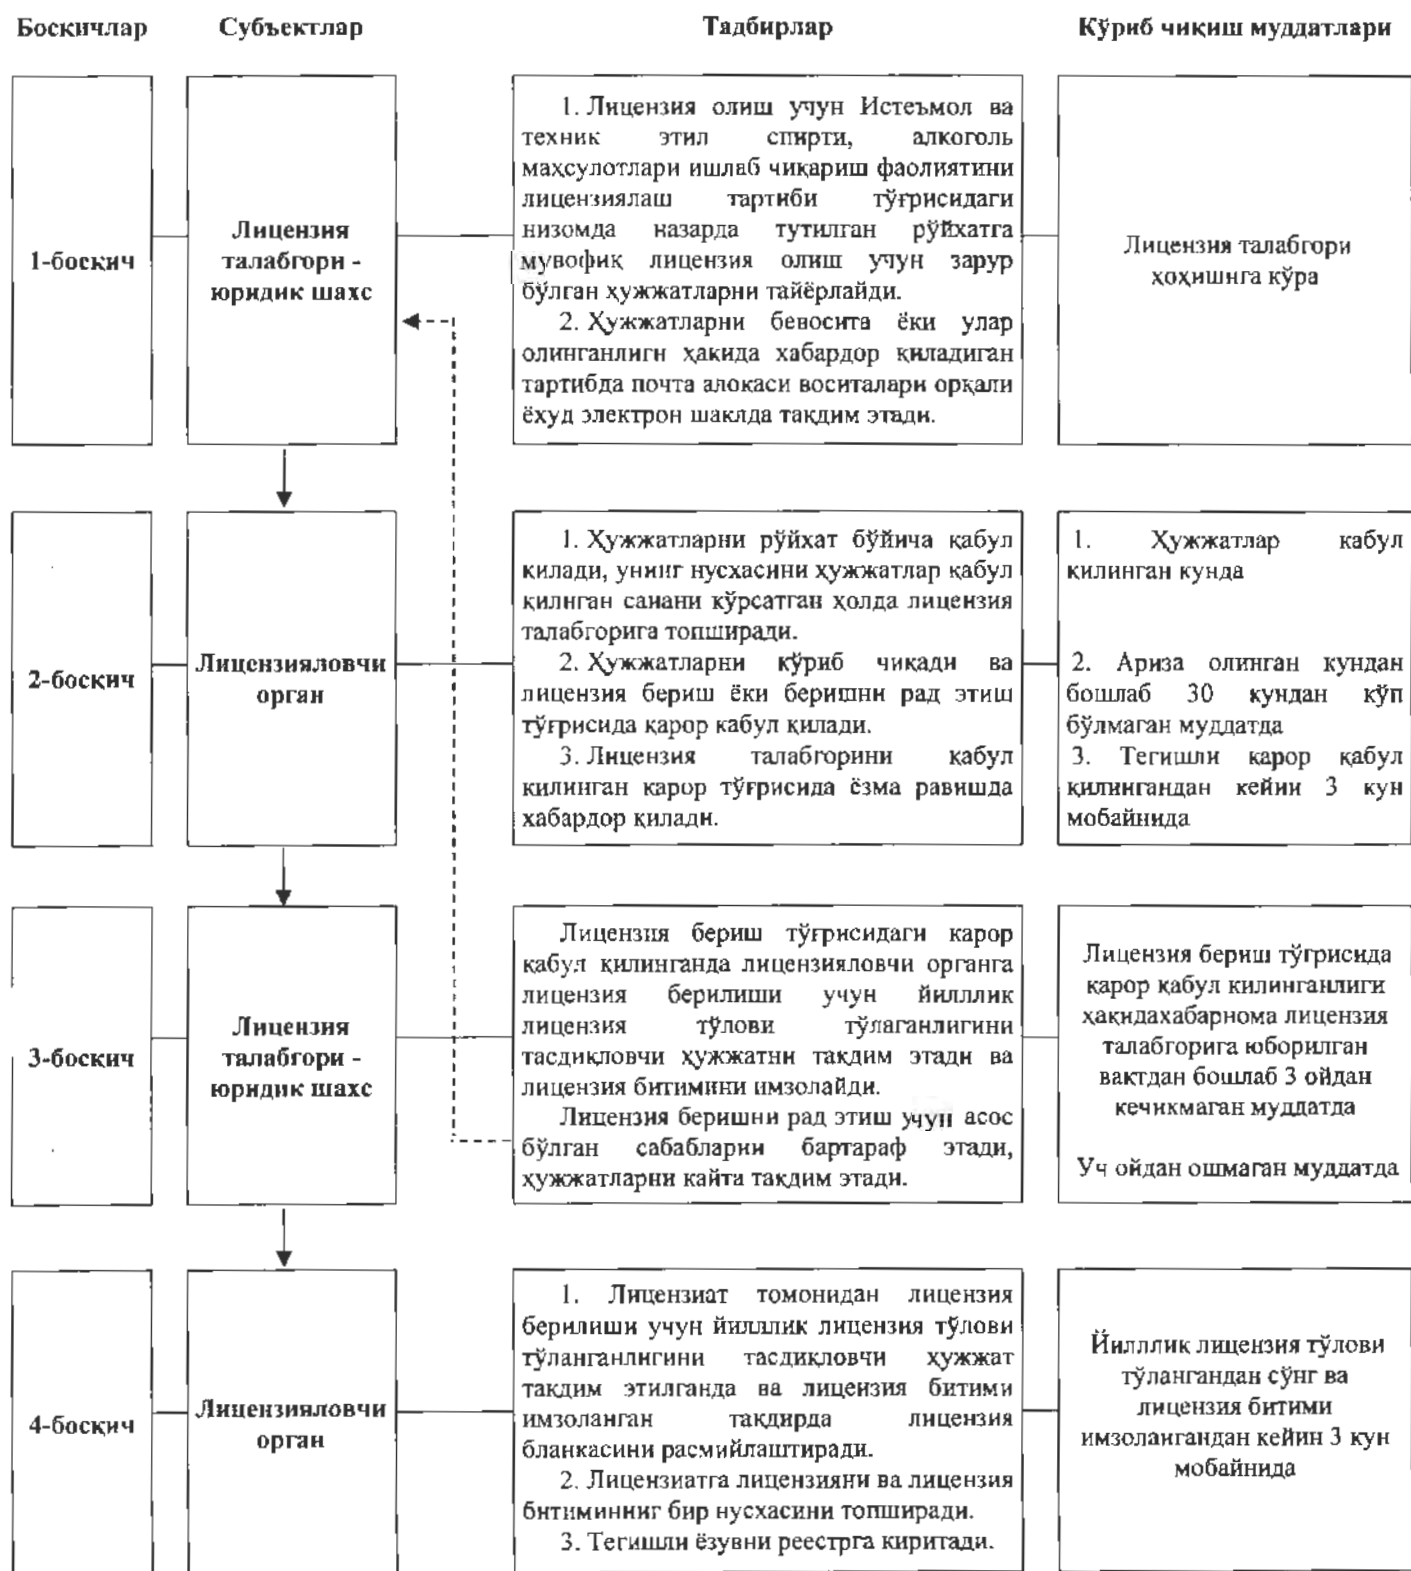 Босқичлар
Субъектлар
Тадбирлар
Кўриб чиқиш муддатлари
1-босқич
Лицензия
талабгори -
юридик шахс
1. Лицензия олиш учун Истеъмол ва
техник этил спирти, алкоголь
маҳсулотлари ишлаб чиқариш фаолиятини
лицензиялаш тартиби тўғрисидаги
низомда назарда тутилган рўйхатга
мувофиқ лицензия олиш учун зарур
бўлган ҳужжатларни тайёрлайди.
2. Ҳужжатларни бевосита ёки улар
олинганлиги ҳақида хабардор қиладиган
тартибда почта алоқаси воситалари орқали
ёхуд электрон шаклда тақдим этади.
Лицензия талабгори
хоҳишига кўра
2-босқич
Лицензияловчи
орган
1. Ҳужжатларни рўйхат бўйича қабул
қилади, унинг нусхасини ҳужжатлар қабул
қилнган санани кўрсатган ҳолда лицензия
талабгорига топширади.
2. Ҳужжатларни кўриб чиқади ва
лицензия бериш ёки беришни рад этиш
тўғрисида қарор кабул қилади.
3. Лицензия талабгорини қабул
килинган карор тўғрисида ёзма равишда
хабардор қилади.
1. Ҳужжатлар кабул
қилинган кунда
2. Ариза олинган кундан
бошлаб 30 кундан кўп
бўлмаган муддатда
3. Тегишли қарор қабул
қилингандан кейин 3 кун
мобайнида
3-босқич
Лицензия
талабгори -
юридик шахс
Лицензия бериш тўғрисидаги карор
қабул қилинганда лицензияловчи органга
лицензия берилиши учун йилллик
лицензия тўлови тўлаганлигини
тасдиқловчи ҳужжатни тақдим этади ва
лицензия битимини имзолайди.
Лицензия беришни рад этиш учун асос
бўлган сабабларни бартараф этади,
ҳужжатларни кайта тақдим этади.
Лицензия бериш тўғрисида
қарор қабул килинганлиги
ҳақидахабарнома лицензия
талабгорига юборилган
вақтдан бошлаб 3 ойдан
кечикмаган муддатда
Уч ойдан ошмаган муддатда
4-босқич
Лицензияловчи
орган
1. Лицензиат томонидан лицензия
берилиши учун йилллик лицензия тўлови
тўланганлигини тасдиқловчи ҳужжат
тақдим этилганда ва лицензия битими
имзоланган тақдирда лицензия
бланкасини расмийлаштиради.
2. Лицензиатга лицензияни ва лицензия
битиминниг бир нусхасини топширади.
3. Тегишли ёзувни реестрга киритади.
Йилллик лицензия тўлови
тўлангандан сўнг ва
лицензия битими
имзолангандан кейин 3 кун
мобайнида